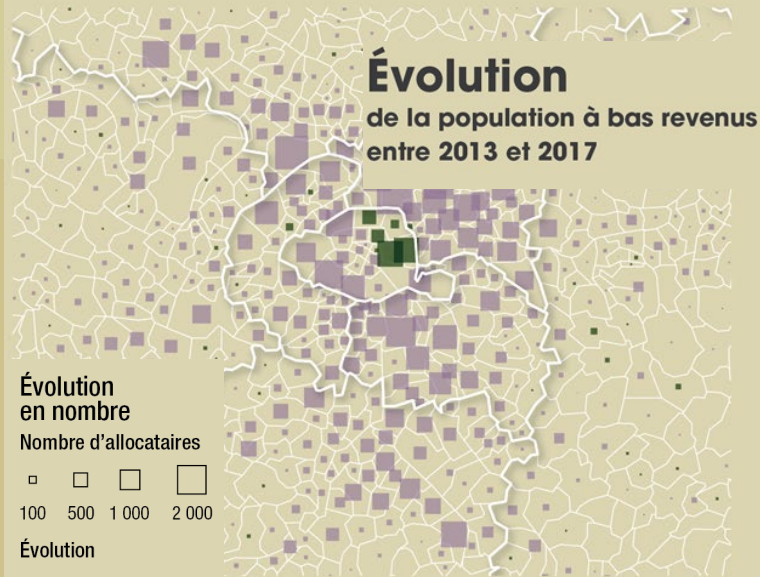 Évolution
de la population à bas revenus
entre 2013 et 2017
Évolution
en nombre
Nombre d'allocataires
100 500 1 000 2 000
Évolution